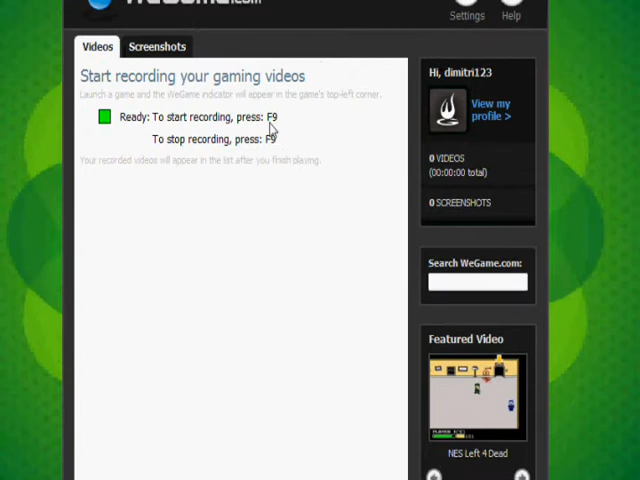 Settings
Help
Videos
Screenshots
Start recording your gaming videos
Launch a game and the WeGame indicator will appear in the game's top-left corner.
Ready: To start recording, press: F9
To stop recording, press: F9
Your recorded videos will appear in the list after you finish playing.
Hi, dimitri123
View my
profile >
0 VIDEOS
(00:00:00 total)
0 SCREENSHOTS
Search WeGame.com:
Featured Video
NES Left 4 Dead